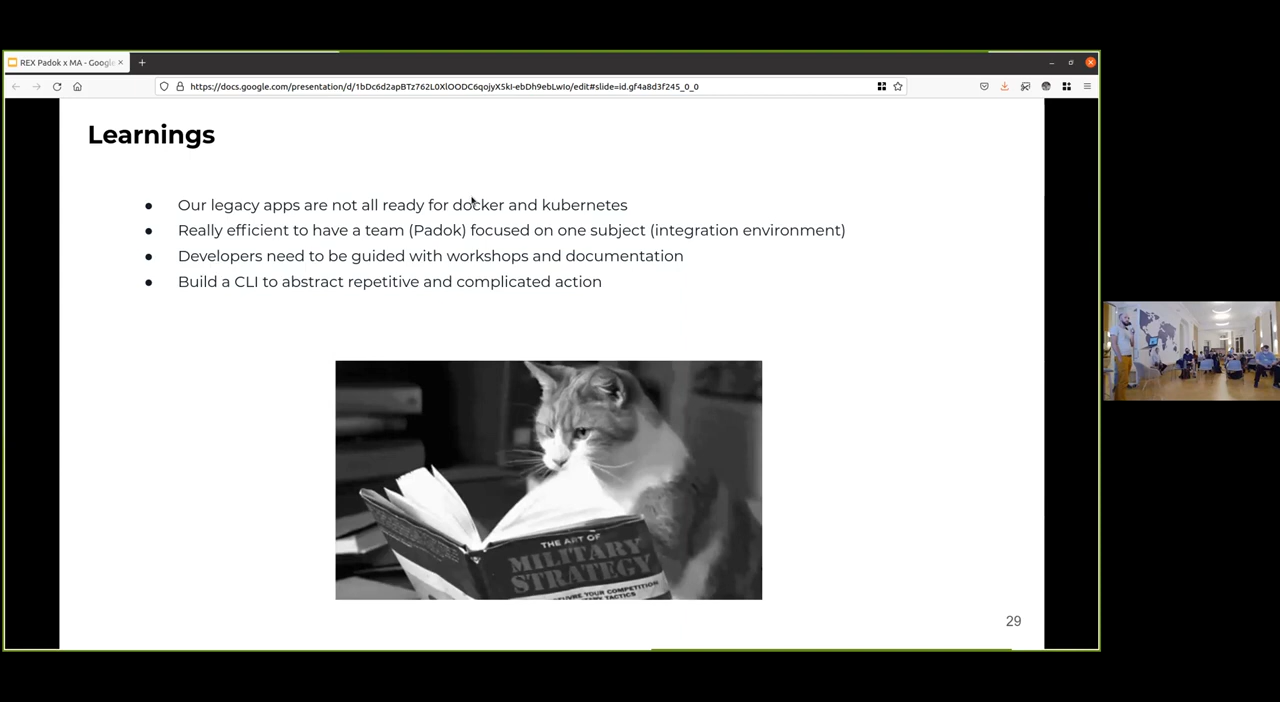 REX Padok x MA - Google
https://docs.google.com/presentation/d/1bDc6d2apBTz762L0XlOODC6qojyX5kI-ebDh9ebLwIo/edit#slide=id.gf4a8d3f245_0_0
Learnings
● Our legacy apps are not all ready for docker and kubernetes
● Really efficient to have a team (Padok) focused on one subject (integration environment)
● Developers need to be guided with workshops and documentation
● Build a CLI to abstract repetitive and complicated action
THE ART OF
MILITARY
STRATEGY
YOUR COMPETITION
TACTICS
29